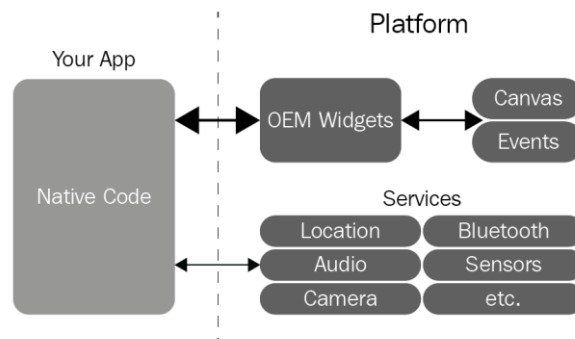 Platform
Your App
Native Code
OEM Widgets
Canvas
Events
Services
Location
Bluetooth
Audio
Sensors
Camera
etc.